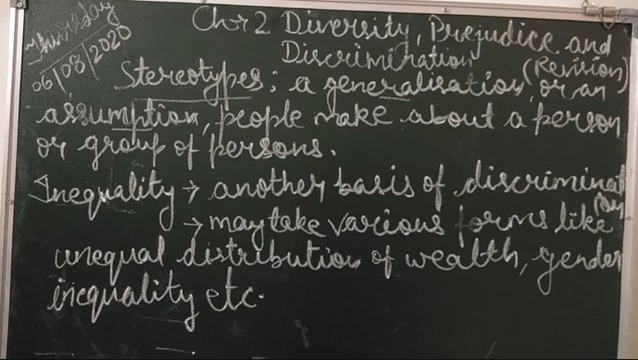 Thursday
06/08/2020
Ch-2 Diversity, Prejudice and
Discrimination
(Revision)
Stereotypes: a generalisation, or an
assumption, people make about a person
or group of persons.
Inequality → another basis of discrimination
→ may take various forms like
unequal distribution of wealth, gender
inequality etc.